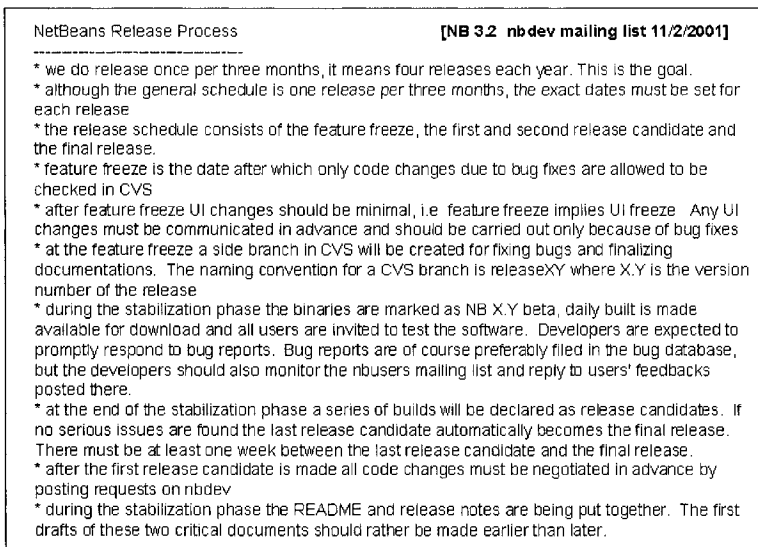 NetBeans Release Process [NB 3.2 nbdev mailing list 11/2/2001]
------------------------------
* we do release once per three months, it means four releases each year. This is the goal.
* although the general schedule is one release per three months, the exact dates must be set for
each release
* the release schedule consists of the feature freeze, the first and second release candidate and
the final release.
* feature freeze is the date after which only code changes due to bug fixes are allowed to be
checked in CVS
* after feature freeze UI changes should be minimal, i.e feature freeze implies UI freeze Any UI
changes must be communicated in advance and should be carried out only because of bug fixes
* at the feature freeze a side branch in CVS will be created for fixing bugs and finalizing
documentations. The naming convention for a CVS branch is releaseXY where X.Y is the version
number of the release
* during the stabilization phase the binaries are marked as NB X.Y beta, daily built is made
available for download and all users are invited to test the software. Developers are expected to
promptly respond to bug reports. Bug reports are of course preferably filed in the bug database,
but the developers should also monitor the nbusers mailing list and reply to users' feedbacks
posted there.
* at the end of the stabilization phase a series of builds will be declared as release candidates. If
no serious issues are found the last release candidate automatically becomes the final release.
There must be at least one week between the last release candidate and the final release.
* after the first release candidate is made all code changes must be negotiated in advance by
posting requests on nbdev
* during the stabilization phase the README and release notes are being put together. The first
drafts of these two critical documents should rather be made earlier than later.